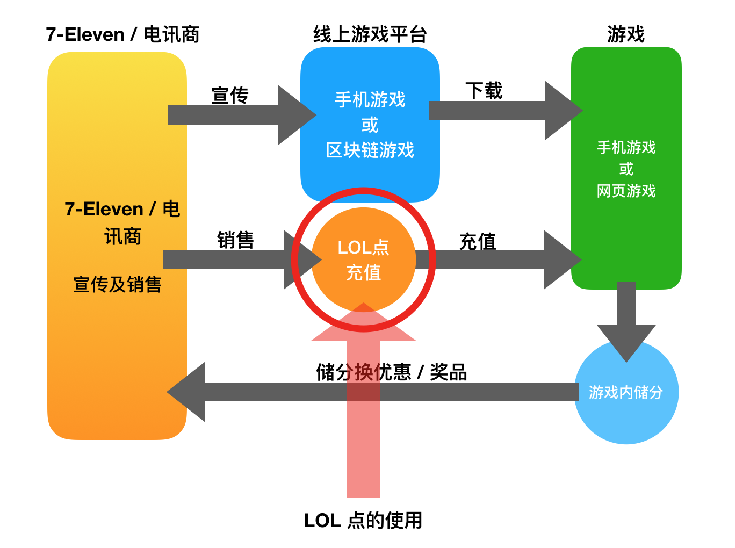 7-Eleven / 电讯商
线上游戏平台
游戏
宣传
手机游戏
或
区块链游戏
下载
手机游戏
或
网页游戏
7-Eleven / 电
讯商
宣传及销售
销售
LOL点
充值
充值
储分换优惠 / 奖品
游戏内储分
LOL 点的使用